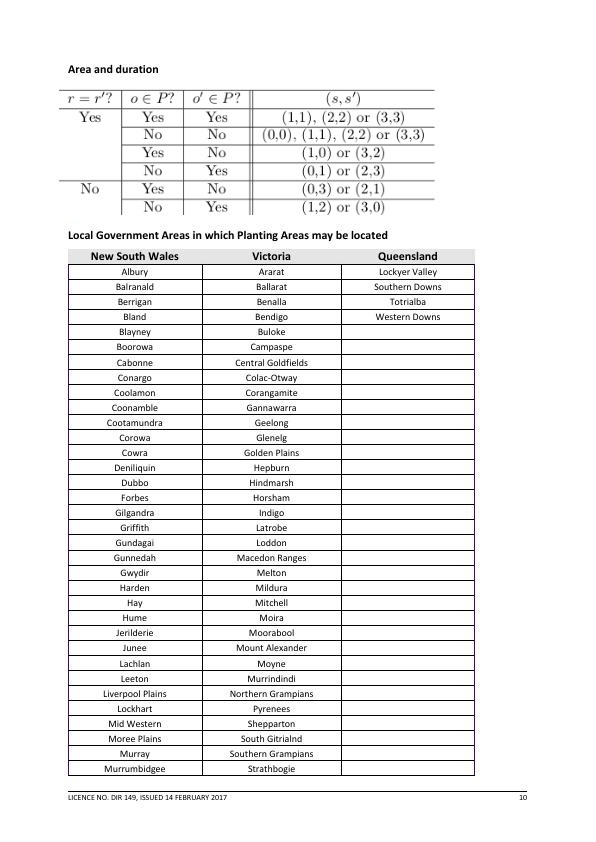 Area and duration
r = r′? o ∈ P? o′ ∈ P? (s, s′)
Yes Yes Yes (1,1), (2,2) or (3,3)
No No (0,0), (1,1), (2,2) or (3,3)
Yes No (1,0) or (3,2)
No Yes (0,1) or (2,3)
No Yes No (0,3) or (2,1)
No Yes (1,2) or (3,0)
Local Government Areas in which Planting Areas may be located
New South Wales Victoria Queensland
Albury Ararat Lockyer Valley
Balranald Ballarat Southern Downs
Berrigan Benalla Totrialba
Bland Bendigo Western Downs
Blayney Buloke
Boorowa Campaspe
Cabonne Central Goldfields
Conargo Colac-Otway
Coolamon Corangamite
Coonamble Gannawarra
Cootamundra Geelong
Corowa Glenelg
Cowra Golden Plains
Deniliquin Hepburn
Dubbo Hindmarsh
Forbes Horsham
Gilgandra Indigo
Griffith Latrobe
Gundagai Loddon
Gunnedah Macedon Ranges
Gwydir Melton
Harden Mildura
Hay Mitchell
Hume Moira
Jerilderie Moorabool
Junee Mount Alexander
Lachlan Moyne
Leeton Murrindindi
Liverpool Plains Northern Grampians
Lockhart Pyrenees
Mid Western Shepparton
Moree Plains South Gitrialnd
Murray Southern Grampians
Murrumbidgee Strathbogie
LICENCE NO. DIR 149, ISSUED 14 FEBRUARY 2017 10